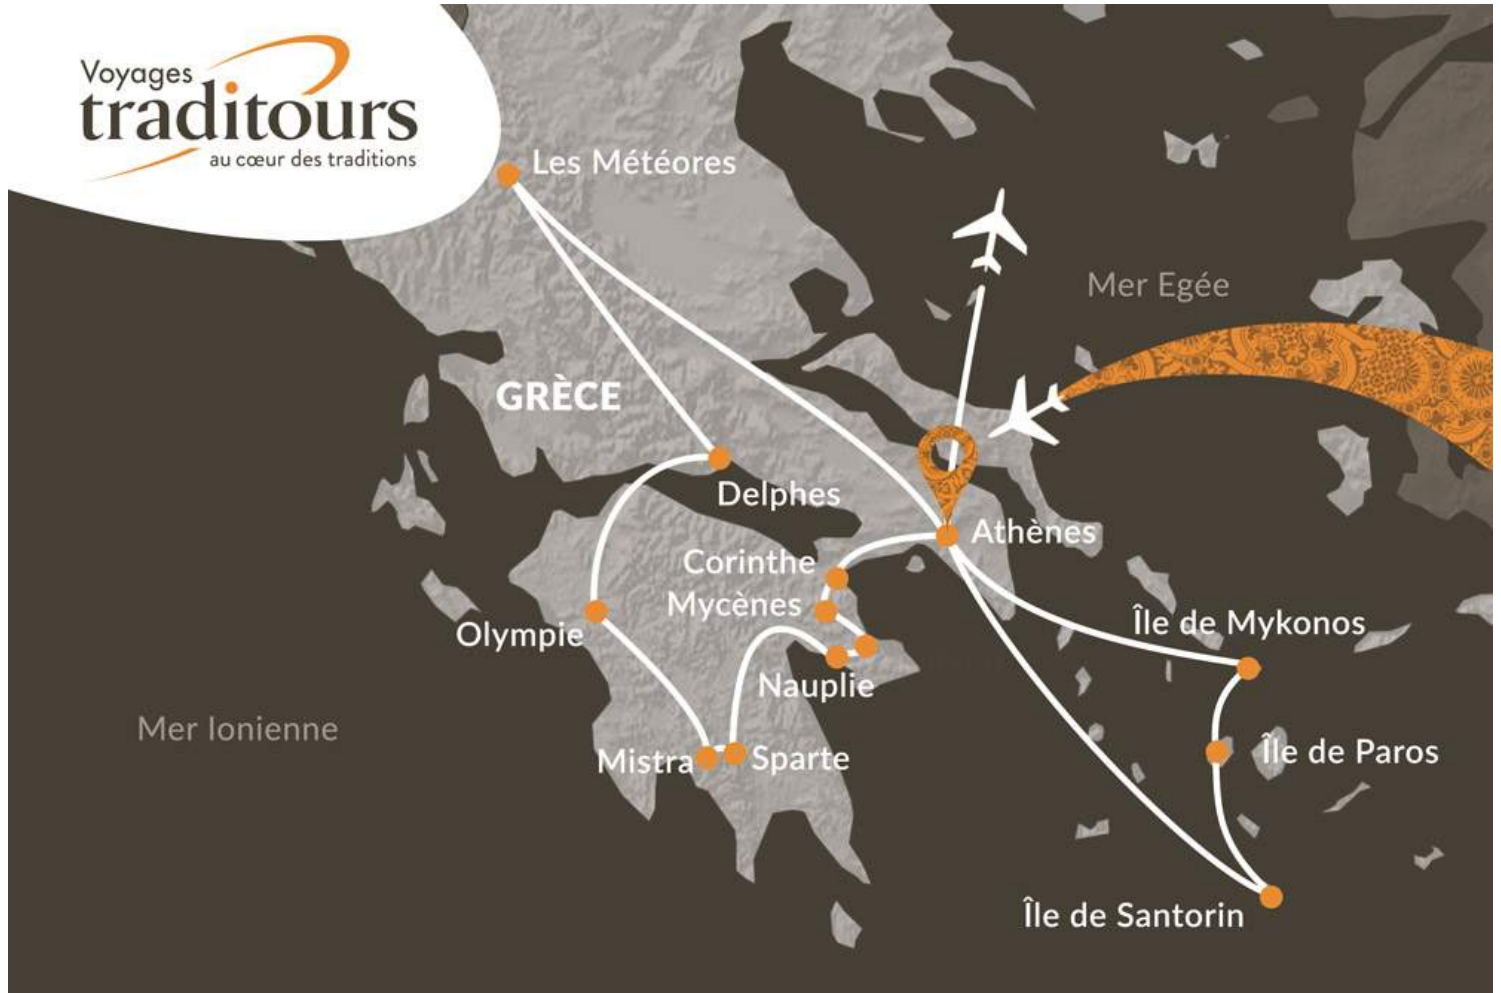 Voyages
traditours
au cœur des traditions
Les Météores
Mer Egée
GRÈCE
Delphes
Athènes
Corinthe
Mycènes
Île de Mykonos
Olympie
Nauplie
Mer Ionienne
Mistra
Sparte
Île de Paros
Île de Santorin